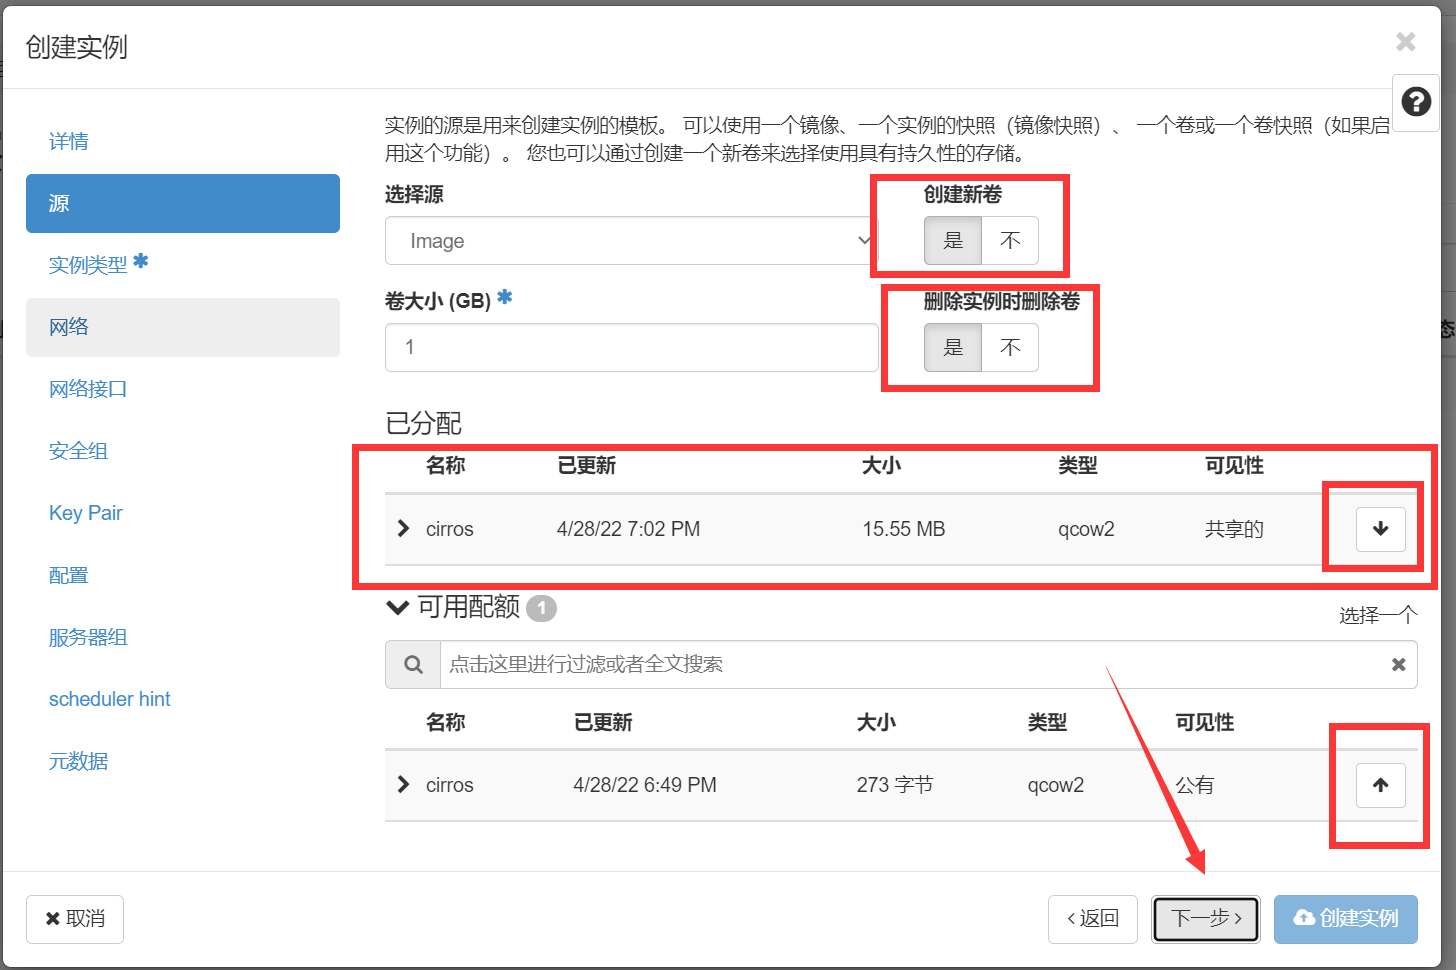 创建实例
详情
源
实例类型
网络
网络接口
安全组
Key Pair
配置
服务器组
scheduler hint
元数据
实例的源是用来创建实例的模板。 可以使用一个镜像、一个实例的快照（镜像快照）、 一个卷或一个卷快照（如果启
用这个功能）。 您也可以通过创建一个新卷来选择使用具有持久性的存储。
选择源 创建新卷
Image 是 不
卷大小 (GB) 删除实例时删除卷
1 是 不
已分配
名称 已更新 大小 类型 可见性
cirros 4/28/22 7:02 PM 15.55 MB qcow2 共享的
可用配额 1 选择一个
点击这里进行过滤或者全文搜索
名称 已更新 大小 类型 可见性
cirros 4/28/22 6:49 PM 273 字节 qcow2 公有
取消 返回 下一步 创建实例